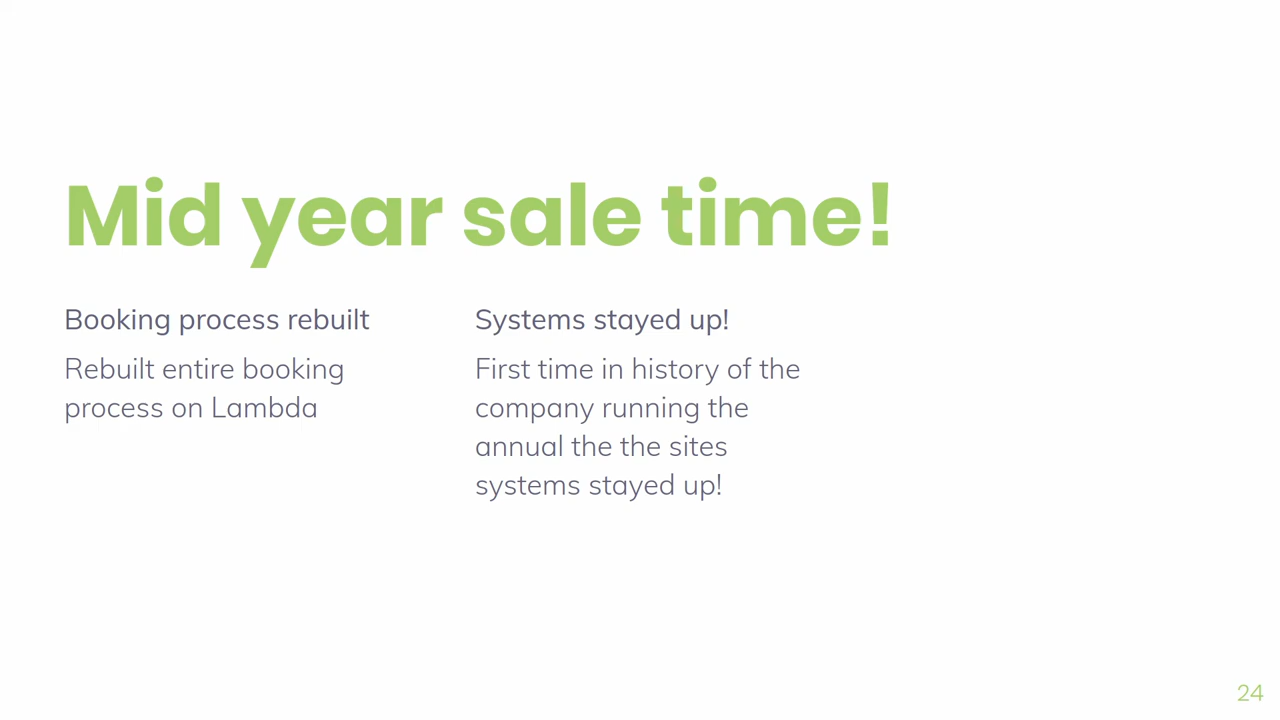 Mid year sale time!
Booking process rebuilt
Rebuilt entire booking
process on Lambda
Systems stayed up!
First time in history of the
company running the
annual the the sites
systems stayed up!
24